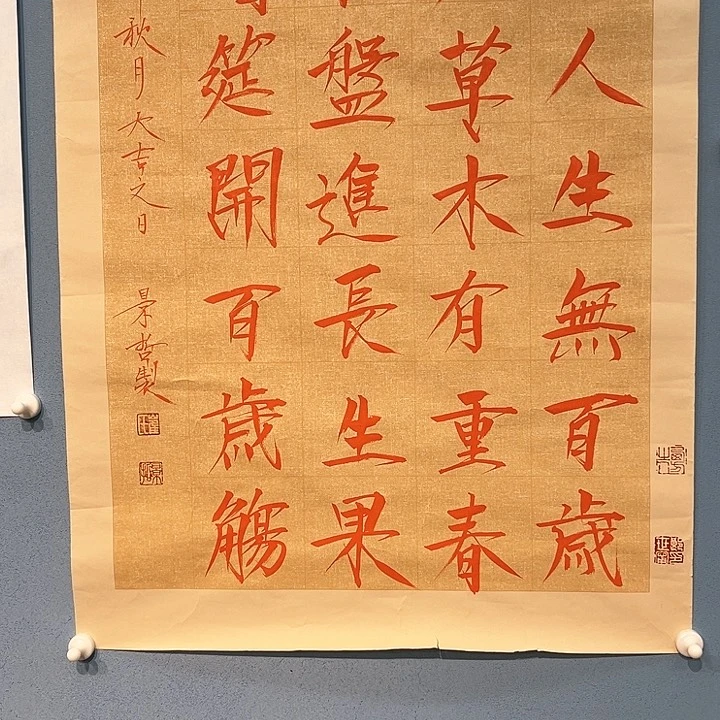 人生無百歲
草木有重春
盤進長生果
筵開百歲觴
秋月大吉之日
景哲製